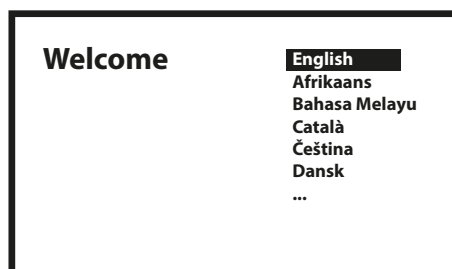 Welcome
English
Afrikaans
Bahasa Melayu
Català
Čeština
Dansk
...